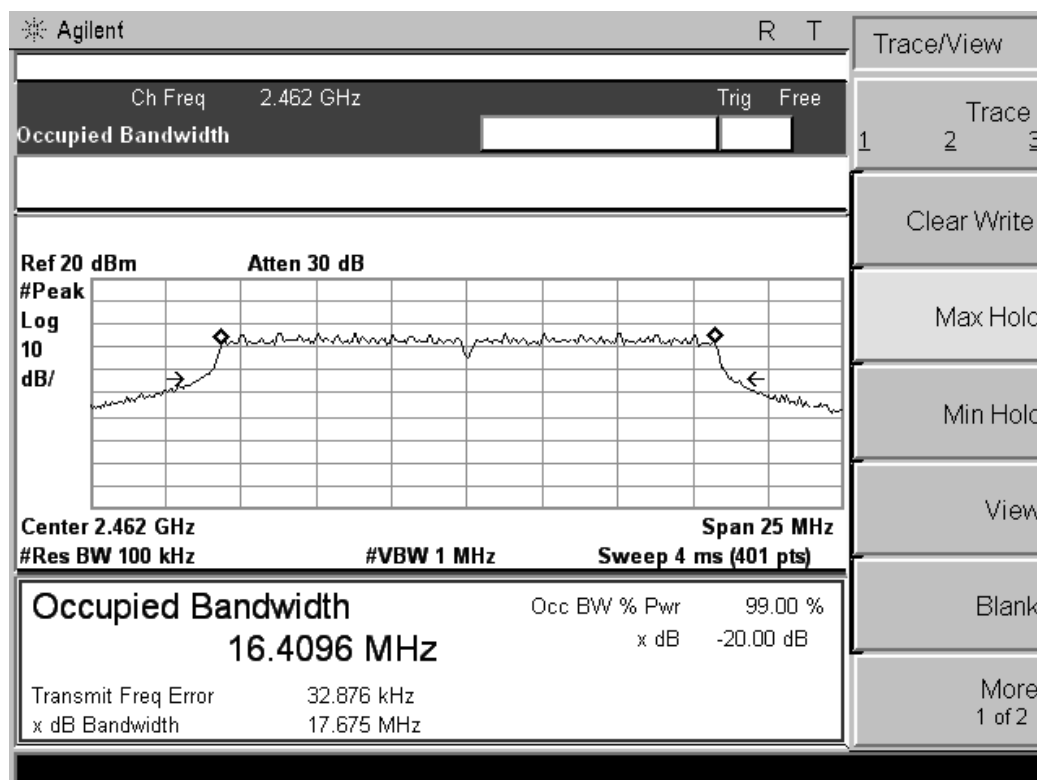 Agilent R T
Trace/View
Ch Freq 2.462 GHz Trig Free
Occupied Bandwidth
Trace
1 2 3
Clear Write
Ref 20 dBm Atten 30 dB
#Peak
Log
10
dB/
Max Hold
Min Hold
View
Center 2.462 GHz Span 25 MHz
#Res BW 100 kHz #VBW 1 MHz Sweep 4 ms (401 pts)
Occupied Bandwidth
16.4096 MHz
Occ BW % Pwr 99.00 %
x dB -20.00 dB
Transmit Freq Error 32.876 kHz
x dB Bandwidth 17.675 MHz
Blank
More
1 of 2